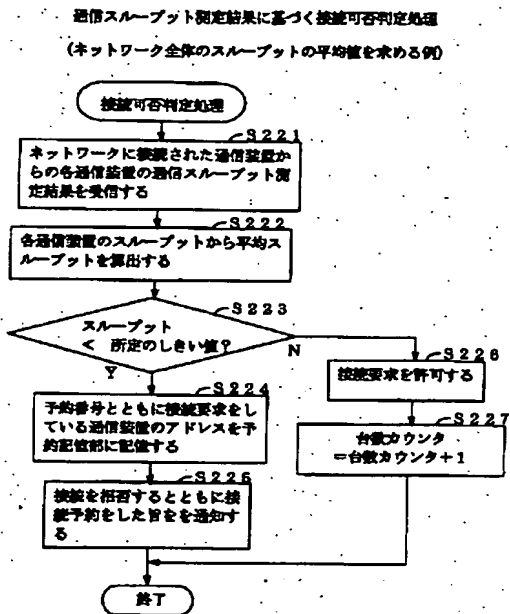 通信スループット測定結果に基づく接続可否判定処理
(ネットワーク全体のスループットの平均値を求める例)
接続可否判定処理
S221
ネットワークに接続された通信装置か
らの各通信装置の通信スループット測
定結果を受信する
S222
各通信装置のスループットから平均ス
ループットを算出する
S223
スループット
< 所定のしきい値?
N
Y
S226
接続要求を許可する
S224
予約番号とともに接続要求をし
ている通信装置のアドレスを予
約記憶部に記憶する
S227
台数カウンタ
=台数カウンタ+1
S225
接続を拒否するとともに接
続予約をした旨をを通知す
る
終了